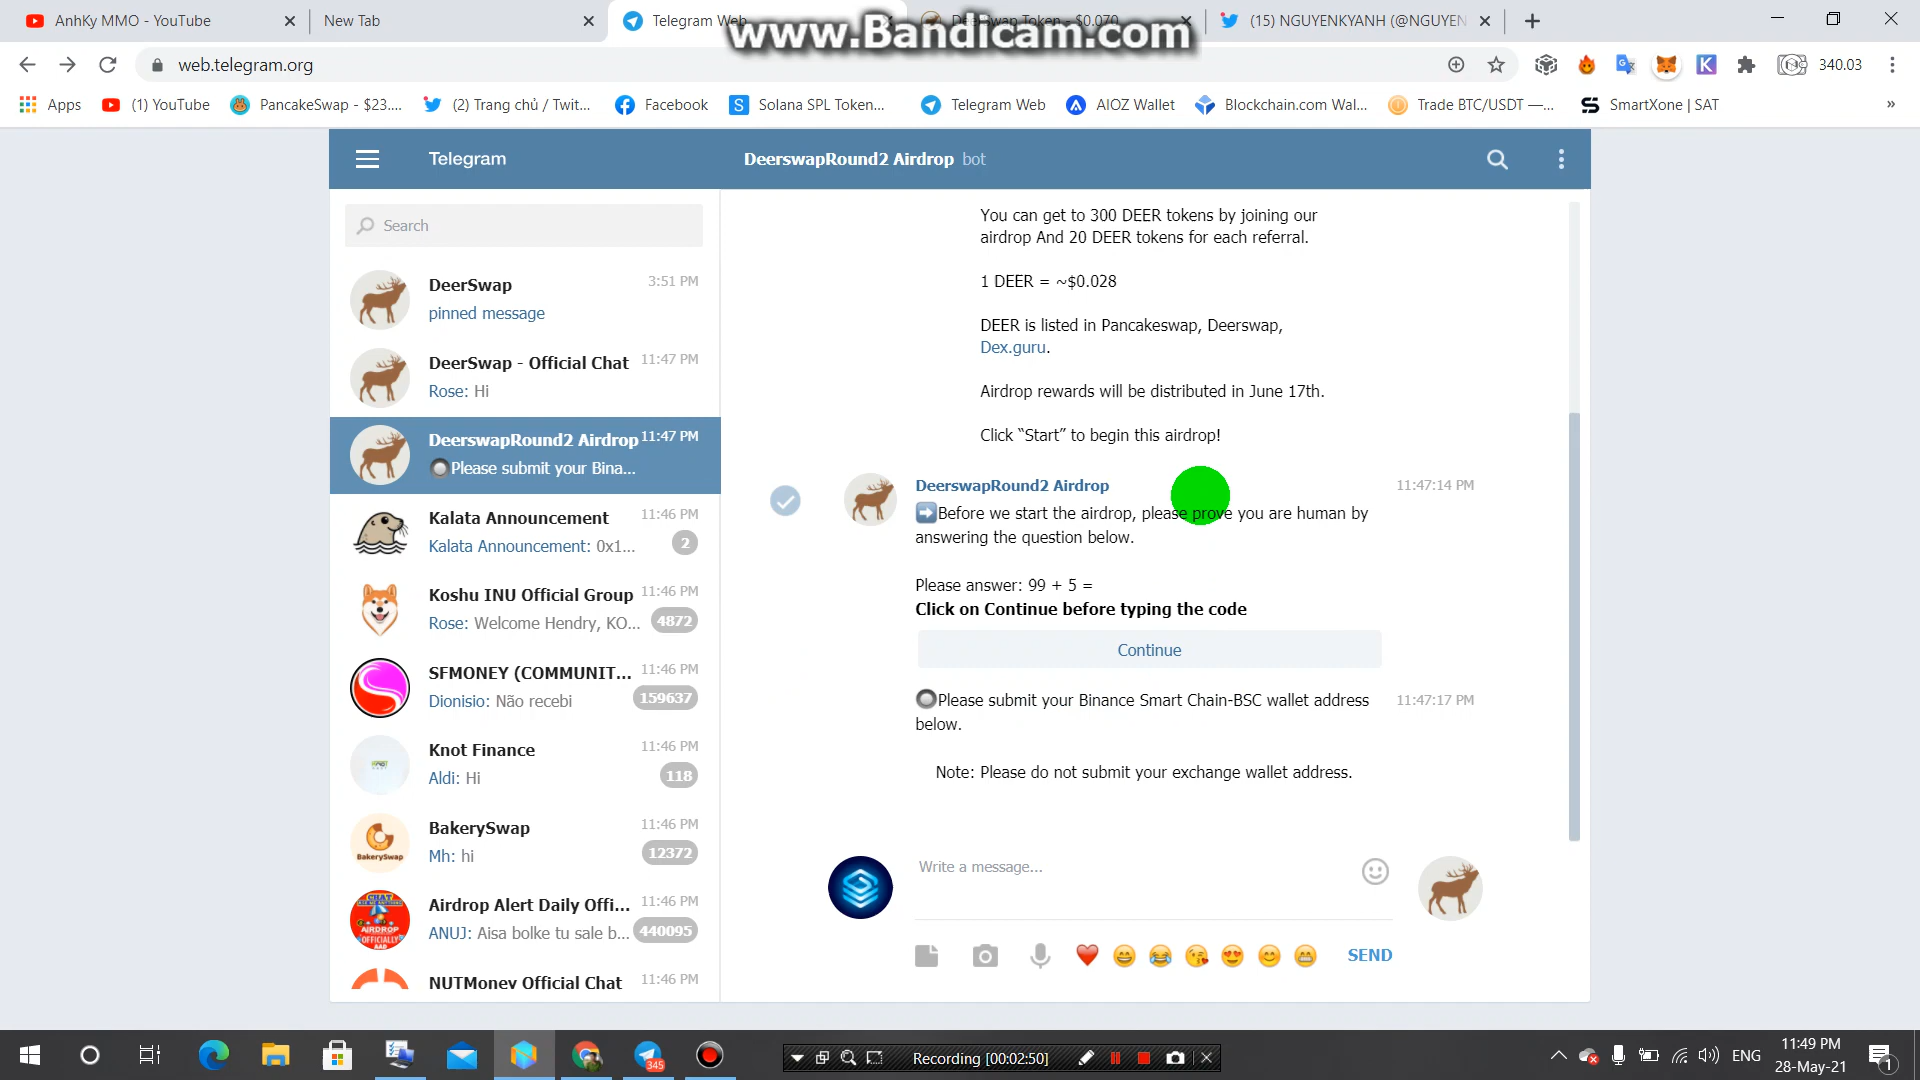 AnhKy MMO - YouTube
New Tab
Telegram Web
DeerSwap Token - $0.070
(15) NGUYENKYANH (@NGUYEN
www.Bandicam.com
web.telegram.org
340.03
Apps
(1) YouTube
PancakeSwap - $23....
(2) Trang chủ / Twit...
Facebook
Solana SPL Token...
Telegram Web
AIOZ Wallet
Blockchain.com Wal...
Trade BTC/USDT —...
SmartXone | SAT
»
Telegram
DeerswapRound2 Airdrop bot
Search
DeerSwap 3:51 PM
pinned message
DeerSwap - Official Chat 11:47 PM
Rose: Hi
DeerswapRound2 Airdrop 11:47 PM
Please submit your Bina...
Kalata Announcement 11:46 PM
Kalata Announcement: 0x1... 2
Koshu INU Official Group 11:46 PM
Rose: Welcome Hendry, KO... 4872
SFMONEY (COMMUNIT... 11:46 PM
Dionisio: Não recebi 159637
Knot Finance 11:46 PM
Aldi: Hi 118
BakerySwap 11:46 PM
BakerySwap
Mh: hi 12372
Airdrop Alert Daily Offi... 11:46 PM
AIRDROP
ANUJ: Aisa bolke tu sale b... 440095
NUTMoney Official Chat 11:46 PM
You can get to 300 DEER tokens by joining our
airdrop And 20 DEER tokens for each referral.
1 DEER = ~$0.028
DEER is listed in Pancakeswap, Deerswap,
Dex.guru.
Airdrop rewards will be distributed in June 17th.
Click “Start” to begin this airdrop!
DeerswapRound2 Airdrop 11:47:14 PM
Before we start the airdrop, please prove you are human by
answering the question below.
Please answer: 99 + 5 =
Click on Continue before typing the code
Continue
Please submit your Binance Smart Chain-BSC wallet address 11:47:17 PM
below.
Note: Please do not submit your exchange wallet address.
Write a message...
SEND
345
Recording [00:02:50]
ENG
11:49 PM
28-May-21
1